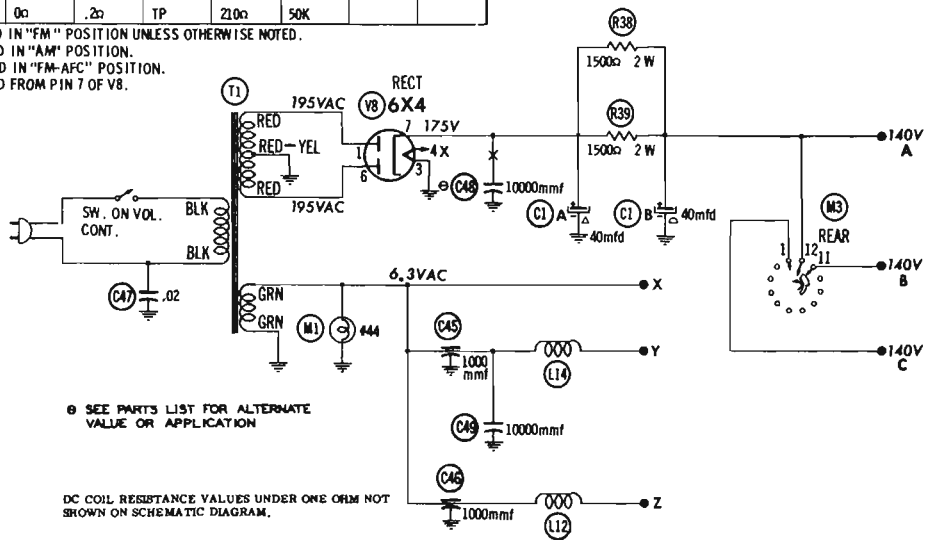 0Ω .2Ω TP 210Ω 50K
IN "FM" POSITION UNLESS OTHERWISE NOTED.
IN "AM" POSITION.
D IN "FM-AFC" POSITION.
FROM PIN 7 OF V8.
R38
1500Ω 2 W
T1
RECT
V8 6X4
195VAC
RED
RED-YEL
RED
195VAC
1
6
7
175V
4 X
3
R39
1500Ω 2 W
140V
A
X
Θ C48
10000mmf
C1 A
40mfd
C1 B
40mfd
M3
REAR
1
12
11
140V
B
SW. ON VOL.
CONT.
BLK
BLK
C47 .02
6.3VAC
GRN
GRN
M1
#44
X
C45
1000
mmf
L14
Y
140V
C
Θ SEE PARTS LIST FOR ALTERNATE
VALUE OR APPLICATION
C49 10000mmf
C46
1000mmf
L12
Z
DC COIL RESISTANCE VALUES UNDER ONE OHM NOT
SHOWN ON SCHEMATIC DIAGRAM.